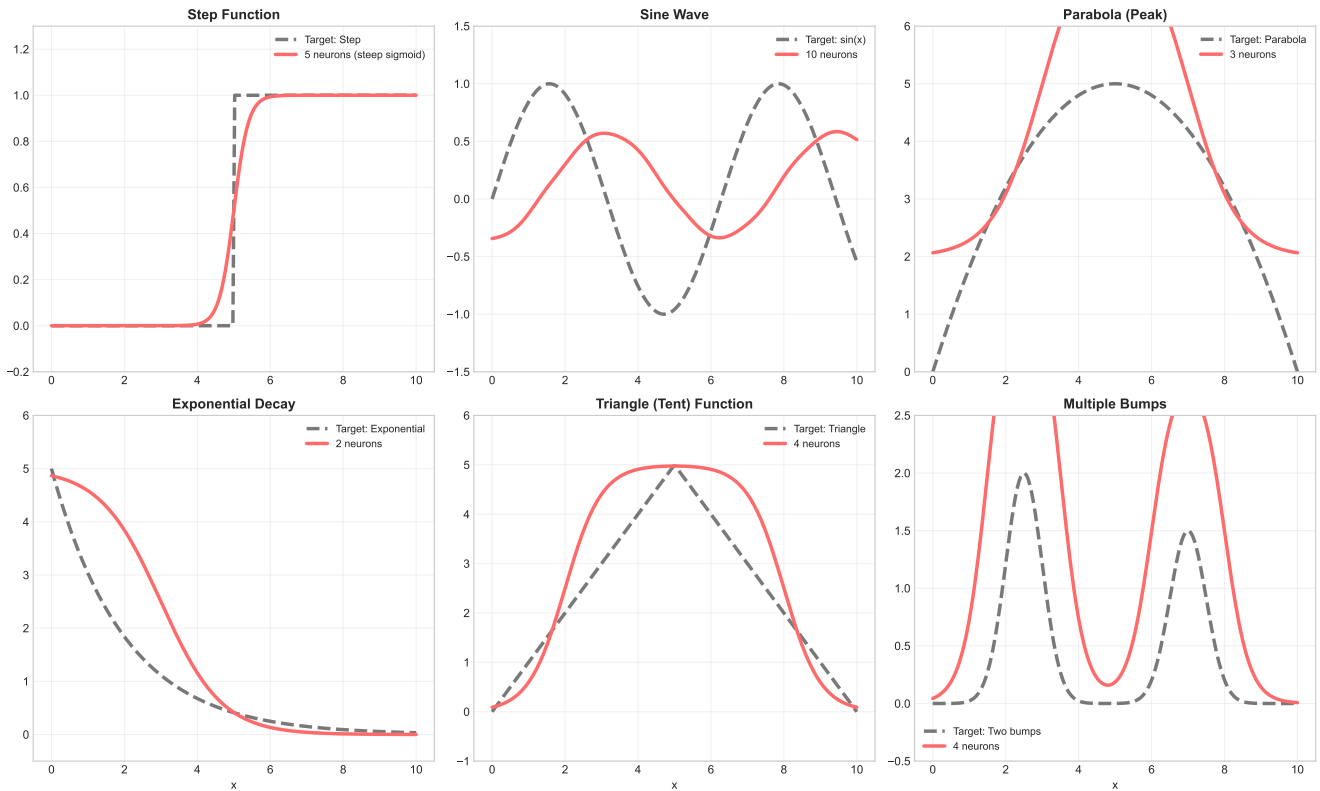 Step Function
Target: Step
5 neurons (steep sigmoid)
1.2
1.0
0.8
0.6
0.4
0.2
0.0
−0.2
0 2 4 6 8 10
Sine Wave
Target: sin(x)
10 neurons
1.5
1.0
0.5
0.0
−0.5
−1.0
−1.5
0 2 4 6 8 10
Parabola (Peak)
Target: Parabola
3 neurons
6
5
4
3
2
1
0
0 2 4 6 8 10
Exponential Decay
Target: Exponential
2 neurons
6
5
4
3
2
1
0
0 2 4 6 8 10
x
Triangle (Tent) Function
Target: Triangle
4 neurons
6
5
4
3
2
1
0
−1
0 2 4 6 8 10
x
Multiple Bumps
2.5
2.0
1.5
1.0
0.5
0.0
−0.5
Target: Two bumps
4 neurons
0 2 4 6 8 10
x